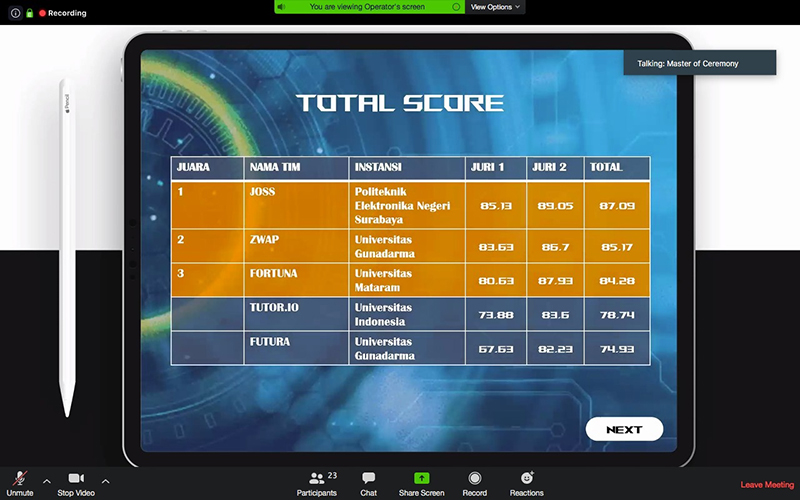 Recording
You are viewing Operator's screen
View Options
Talking: Master of Ceremony
Pencil
TOTAL SCORE
JUARA NAMA TIM INSTANSI JURI 1 JURI 2 TOTAL
1 JOSS Politeknik
Elektronika Negeri
Surabaya 85.13 89.05 87.09
2 ZWAP Universitas
Gunadarma 83.63 86.7 85.17
3 FORTUNA Universitas
Mataram 80.63 87.93 84.28
TUTOR.IO Universitas
Indonesia 73.88 83.6 78.74
FUTURA Universitas
Gunadarma 67.63 82.23 74.93
NEXT
Unmute
Stop Video
Participants 23
Chat
Share Screen
Record
Reactions
Leave Meeting